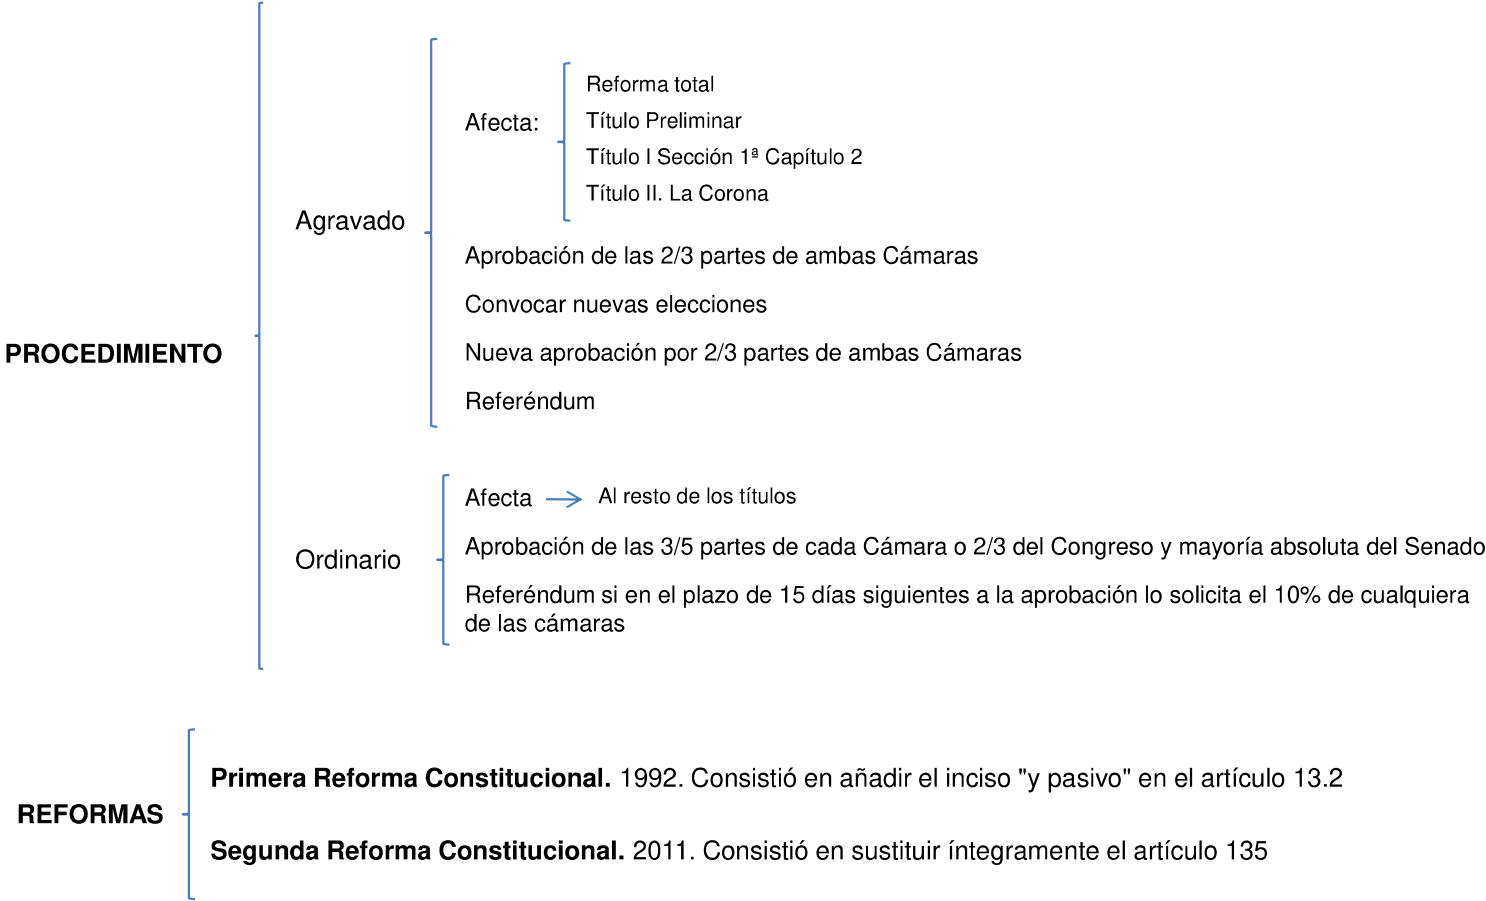 PROCEDIMIENTO
Agravado
Afecta:
Reforma total
Título Preliminar
Título I Sección 1ª Capítulo 2
Título II. La Corona
Aprobación de las 2/3 partes de ambas Cámaras
Convocar nuevas elecciones
Nueva aprobación por 2/3 partes de ambas Cámaras
Referéndum
Ordinario
Afecta
Al resto de los títulos
Aprobación de las 3/5 partes de cada Cámara o 2/3 del Congreso y mayoría absoluta del Senado
Referéndum si en el plazo de 15 días siguientes a la aprobación lo solicita el 10% de cualquiera
de las cámaras
REFORMAS
Primera Reforma Constitucional. 1992. Consistió en añadir el inciso "y pasivo" en el artículo 13.2
Segunda Reforma Constitucional. 2011. Consistió en sustituir íntegramente el artículo 135